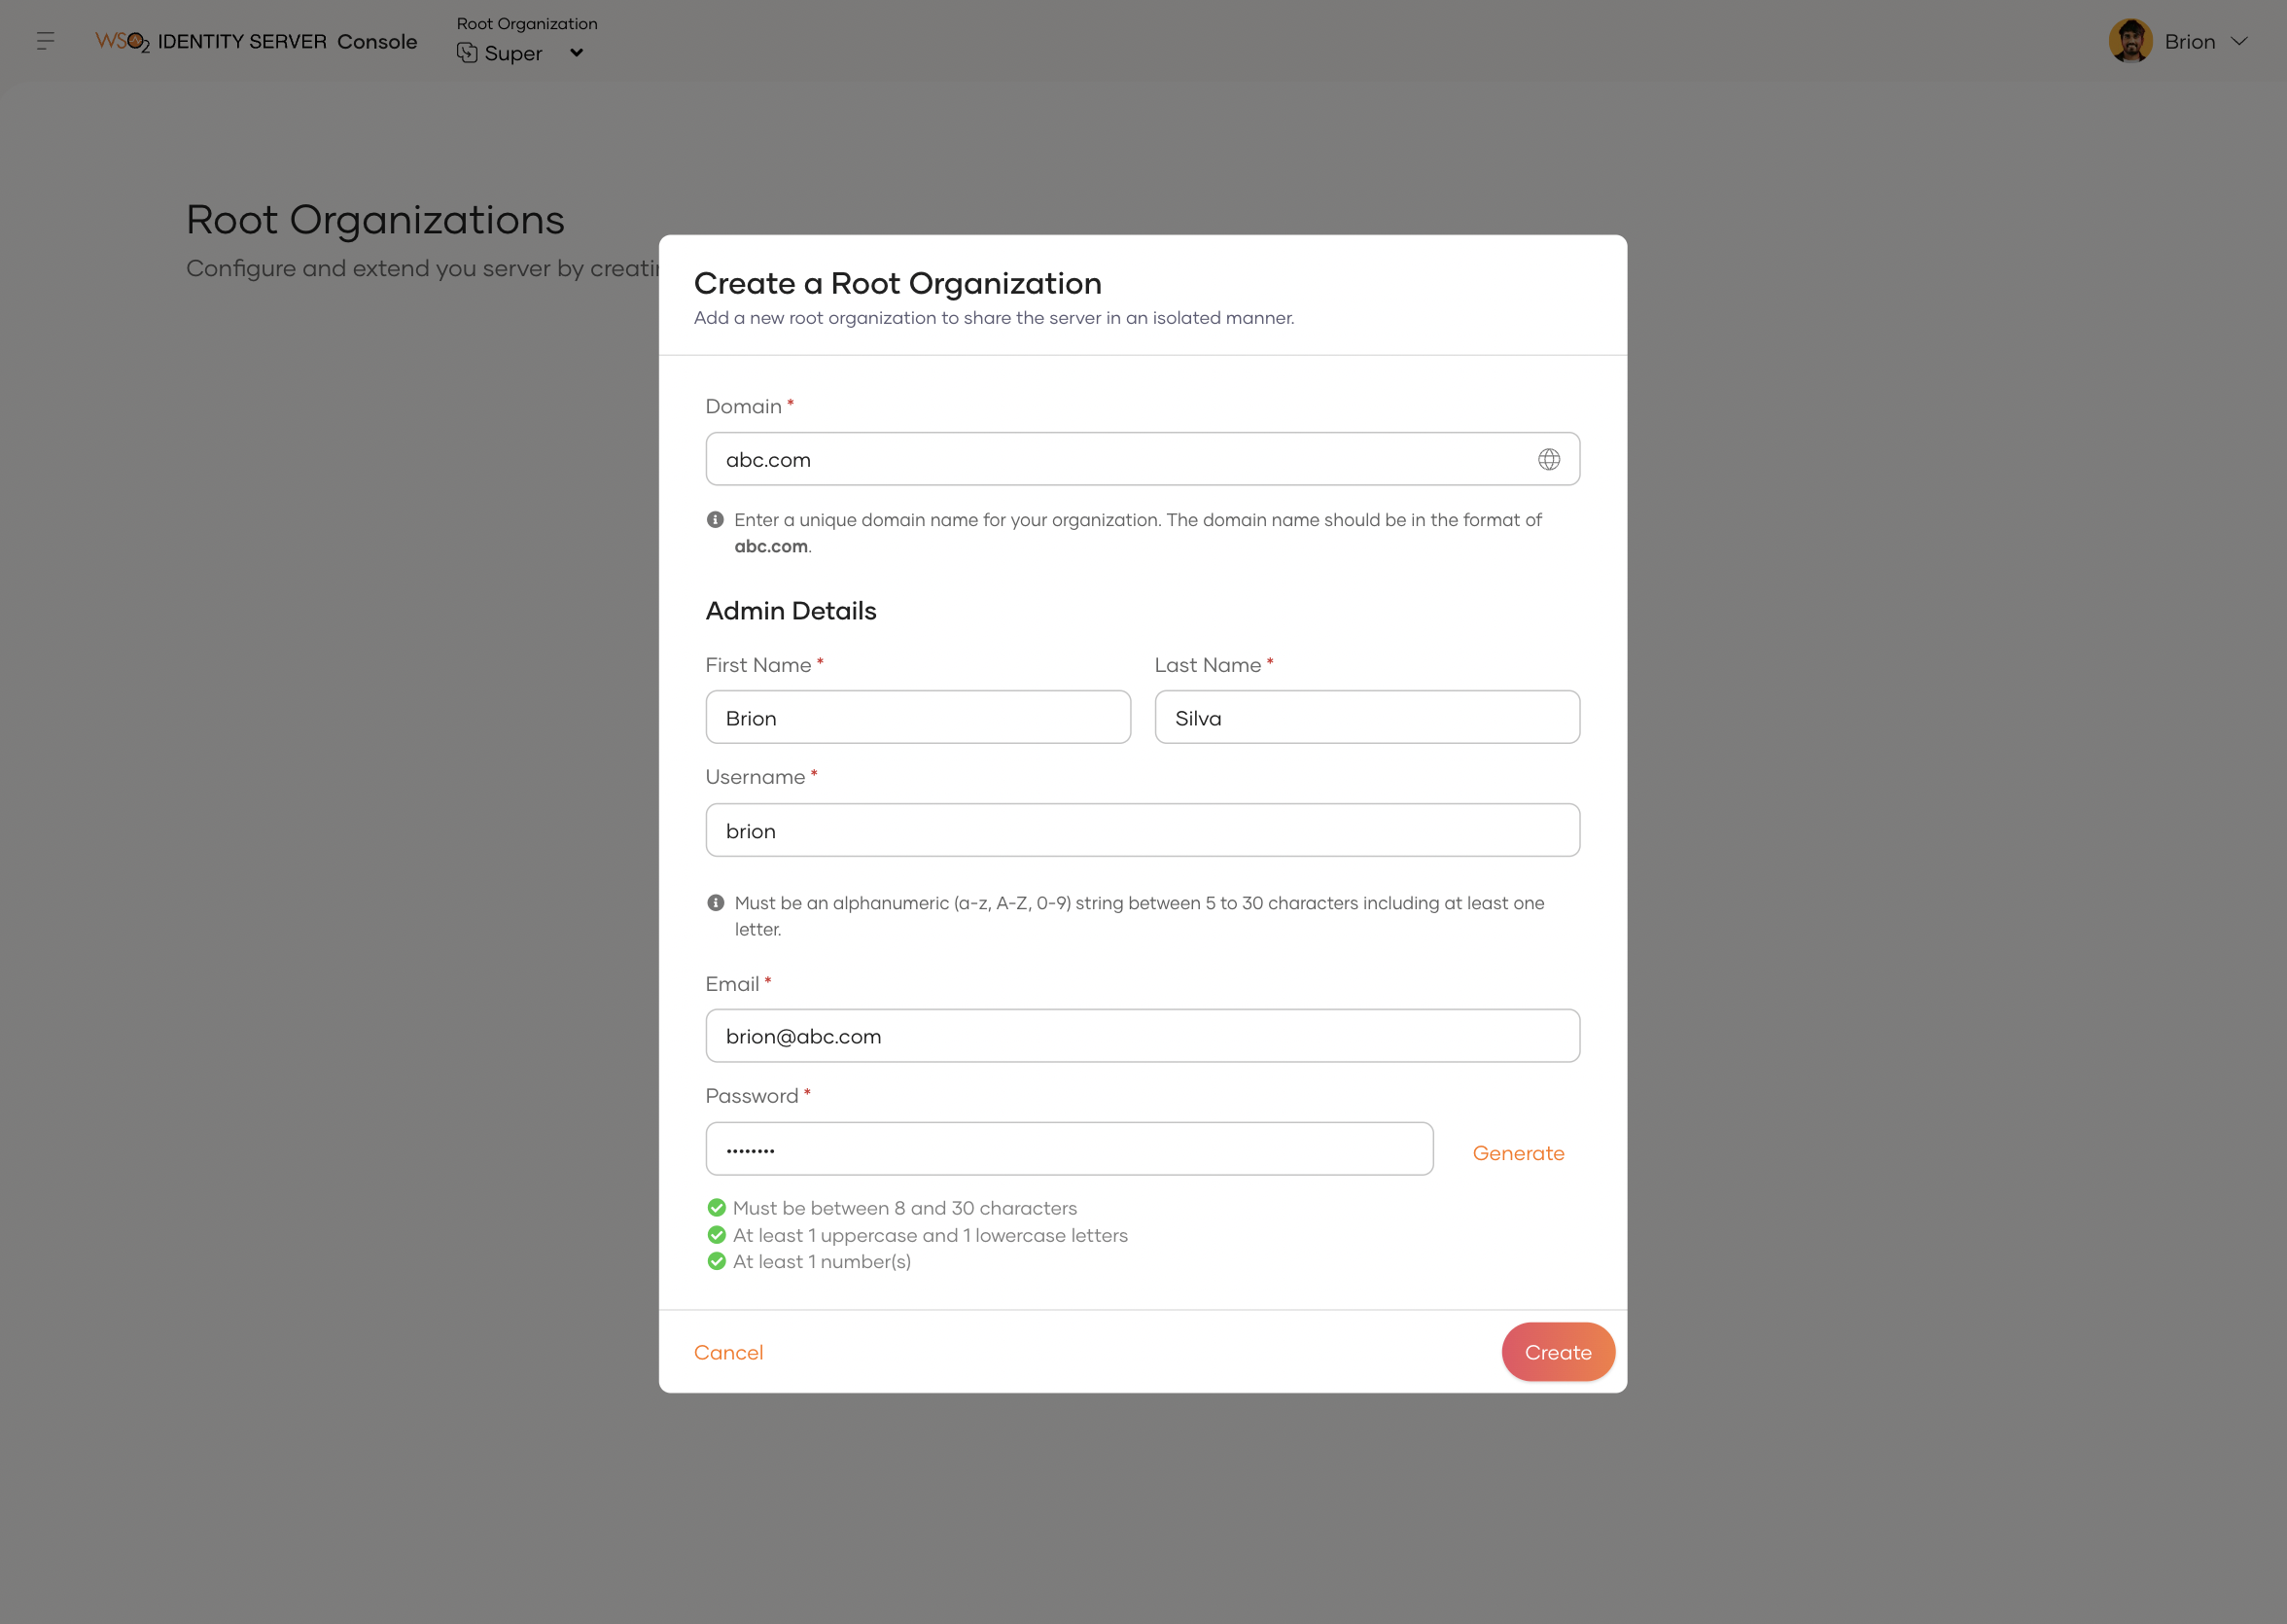 WSO2 IDENTITY SERVER Console
Root Organization
Super
Brion
Root Organizations
Configure and extend you server by
Create a Root Organization
Add a new root organization to share the server in an isolated manner.
Domain *
abc.com
Enter a unique domain name for your organization. The domain name should be in the format of
abc.com.
Admin Details
First Name *
Last Name *
Brion
Silva
Username *
brion
Must be an alphanumeric (a-z, A-Z, 0-9) string between 5 to 30 characters including at least one
letter.
Email *
brion@abc.com
Password *
••••••••
Generate
Must be between 8 and 30 characters
At least 1 uppercase and 1 lowercase letters
At least 1 number(s)
Cancel
Create